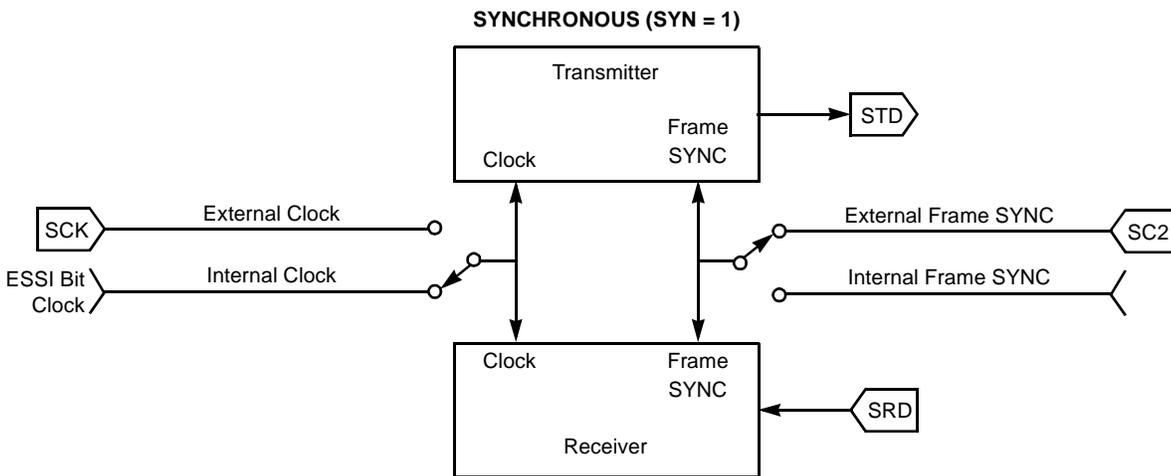 SYNCHRONOUS (SYN = 1)
Transmitter
STD
Frame
SYNC
Clock
SCK
External Clock
External Frame SYNC
SC2
ESSI Bit
Clock
Internal Clock
Internal Frame SYNC
Clock
Frame
SYNC
SRD
Receiver